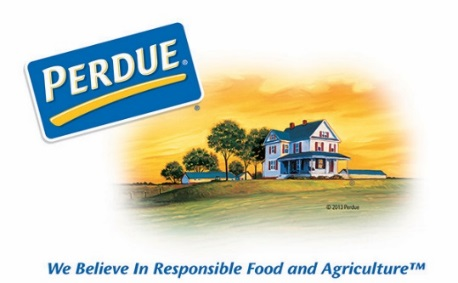 PERDUE®
®
© 2013 Perdue
We Believe In Responsible Food and Agriculture™